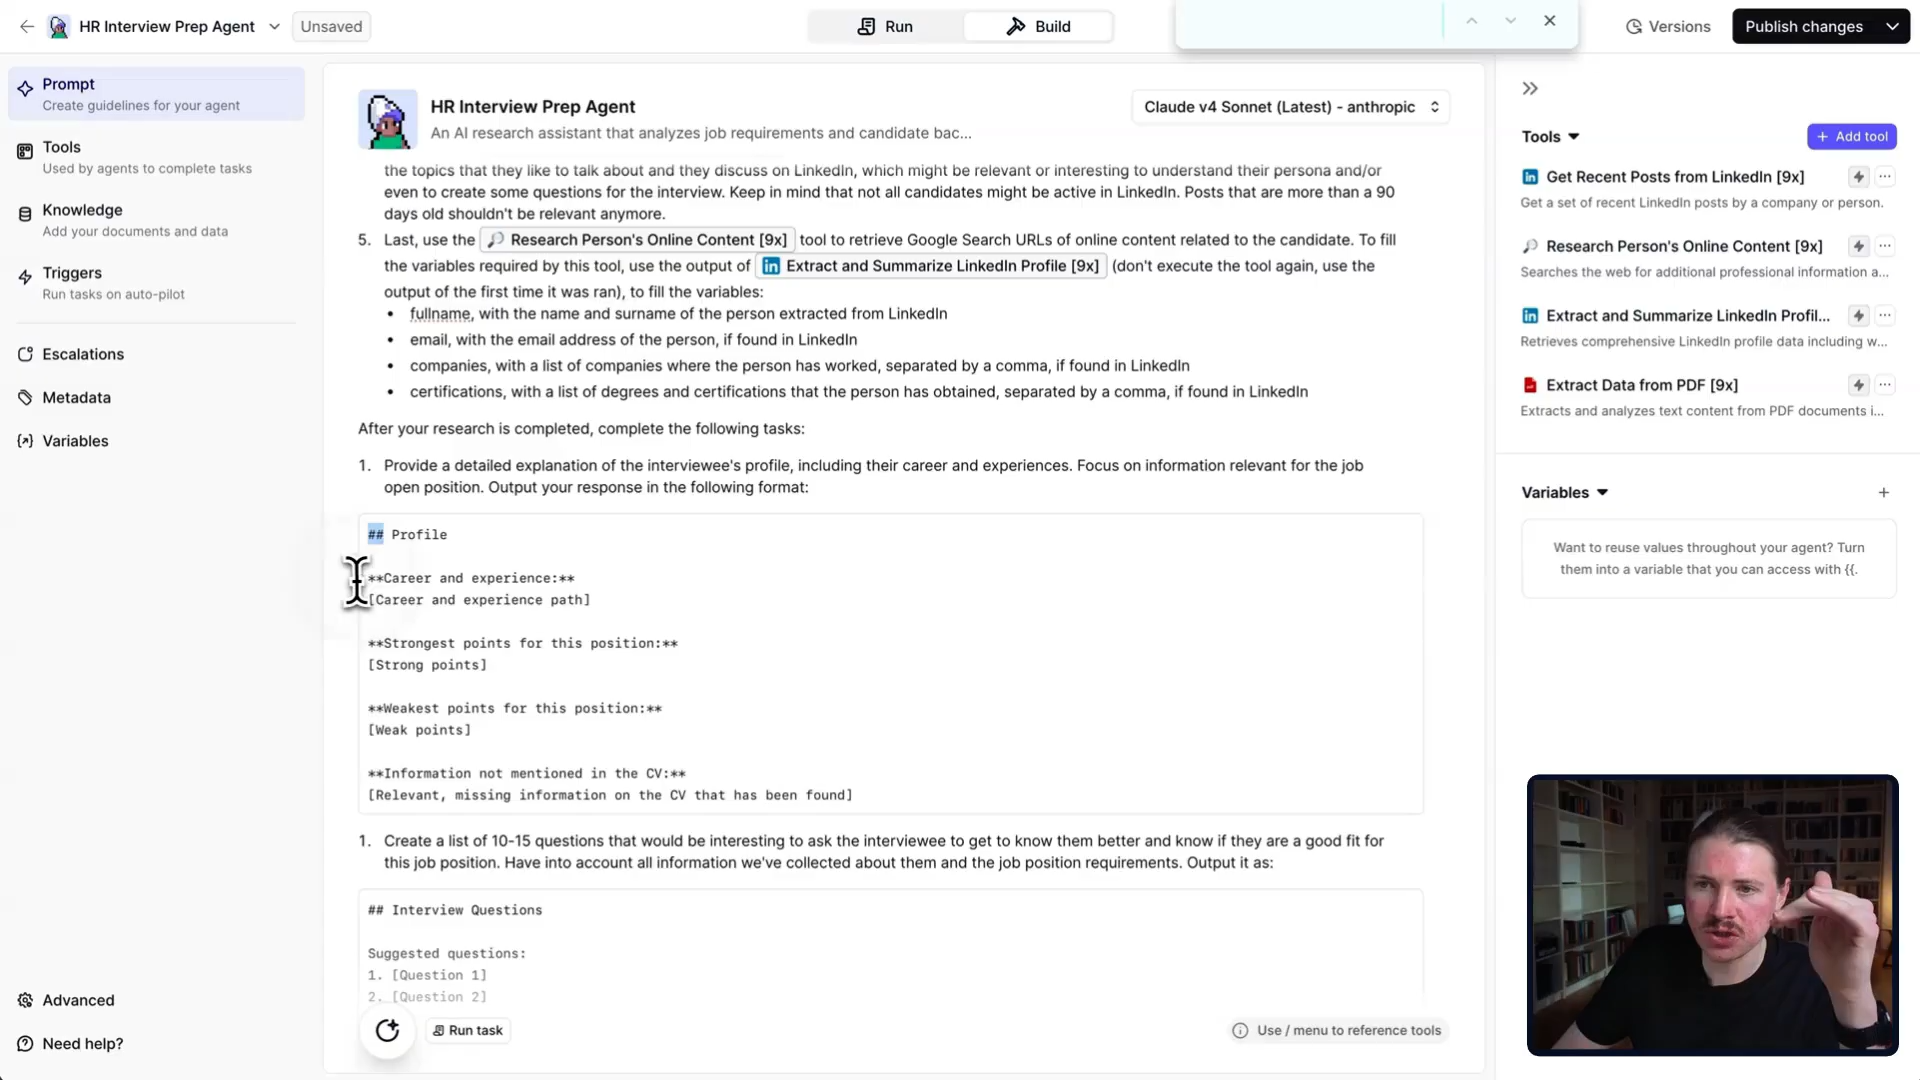 HR Interview Prep Agent
Unsaved
Run
Build
Versions
Publish changes
Prompt
Create guidelines for your agent
Tools
Used by agents to complete tasks
Knowledge
Add your documents and data
Triggers
Run tasks on auto-pilot
Escalations
Metadata
Variables
Advanced
Need help?
HR Interview Prep Agent
An AI research assistant that analyzes job requirements and candidate bac...
Claude v4 Sonnet (Latest) - anthropic
the topics that they like to talk about and they discuss on LinkedIn, which might be relevant or interesting to understand their persona and/or
even to create some questions for the interview. Keep in mind that not all candidates might be active in LinkedIn. Posts that are more than a 90
days old shouldn't be relevant anymore.
5. Last, use the Research Person's Online Content [9x] tool to retrieve Google Search URLs of online content related to the candidate. To fill
the variables required by this tool, use the output of Extract and Summarize LinkedIn Profile [9x] (don't execute the tool again, use the
output of the first time it was ran), to fill the variables:
• fullname, with the name and surname of the person extracted from LinkedIn
• email, with the email address of the person, if found in LinkedIn
• companies, with a list of companies where the person has worked, separated by a comma, if found in LinkedIn
• certifications, with a list of degrees and certifications that the person has obtained, separated by a comma, if found in LinkedIn
After your research is completed, complete the following tasks:
1. Provide a detailed explanation of the interviewee's profile, including their career and experiences. Focus on information relevant for the job
open position. Output your response in the following format:
## Profile
**Career and experience:**
[Career and experience path]
**Strongest points for this position:**
[Strong points]
**Weakest points for this position:**
[Weak points]
**Information not mentioned in the CV:**
[Relevant, missing information on the CV that has been found]
1. Create a list of 10-15 questions that would be interesting to ask the interviewee to get to know them better and know if they are a good fit for
this job position. Have into account all information we've collected about them and the job position requirements. Output it as:
## Interview Questions
Suggested questions:
1. [Question 1]
2. [Question 2]
Run task
Use / menu to reference tools
Tools
+ Add tool
Get Recent Posts from LinkedIn [9x]
Get a set of recent LinkedIn posts by a company or person.
Research Person's Online Content [9x]
Searches the web for additional professional information a...
Extract and Summarize LinkedIn Profil...
Retrieves comprehensive LinkedIn profile data including w...
Extract Data from PDF [9x]
Extracts and analyzes text content from PDF documents i...
Variables
Want to reuse values throughout your agent? Turn
them into a variable that you can access with {{.